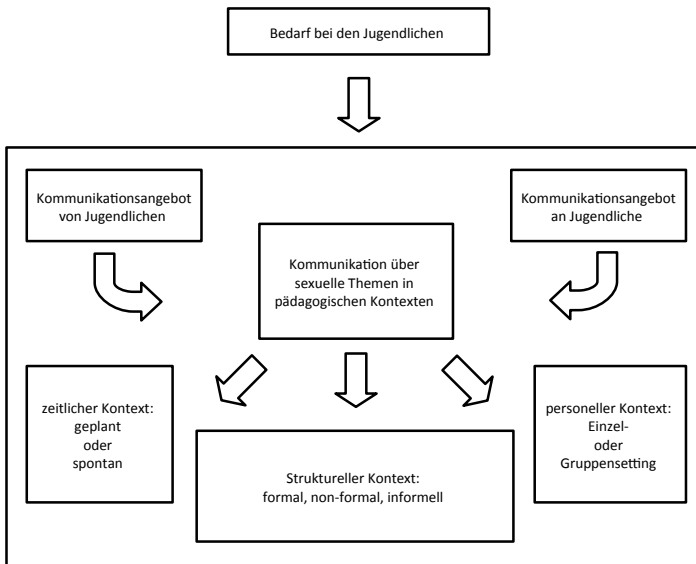 Bedarf bei den Jugendlichen
Kommunikationsangebot
von Jugendlichen
Kommunikationsangebot
an Jugendliche
Kommunikation über
sexuelle Themen in
pädagogischen Kontexten
zeitlicher Kontext:
geplant
oder
spontan
Struktureller Kontext:
formal, non-formal, informell
personeller Kontext:
Einzel-
oder
Gruppensetting